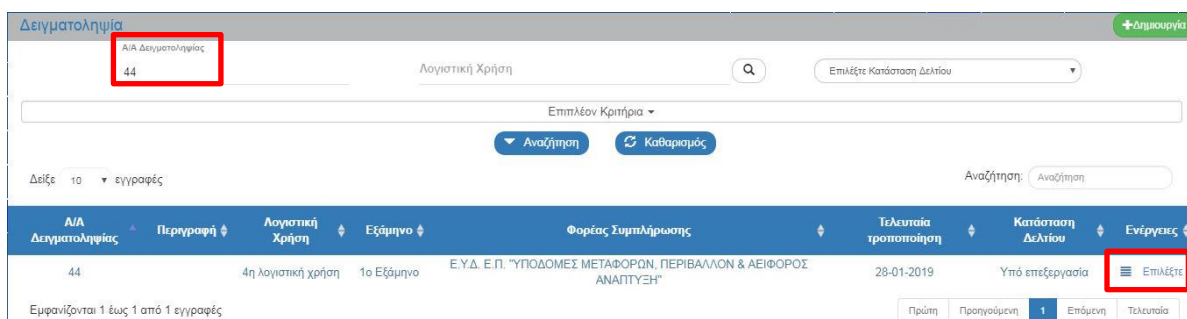 Δειγματοληψία
+Δημιουργία
Α/Α Δειγματοληψίας
44
Λογιστική Χρήση
Επιλέξτε Κατάσταση Δελτίου
Επιπλέον Κριτήρια
Αναζήτηση Καθαρισμός
Δείξε 10 εγγραφές
Αναζήτηση: Αναζήτηση
Α/Α Δειγματοληψίας Περιγραφή Λογιστική Χρήση Εξάμηνο Φορέας Συμπλήρωσης Τελευταία τροποποίηση Κατάσταση Δελτίου Ενέργειες
44 4η λογιστική χρήση 1ο Εξάμηνο Ε.Υ.Δ. Ε.Π. "ΥΠΟΔΟΜΕΣ ΜΕΤΑΦΟΡΩΝ, ΠΕΡΙΒΑΛΛΟΝ & ΑΕΙΦΟΡΟΣ ΑΝΑΠΤΥΞΗ" 28-01-2019 Υπό επεξεργασία Επιλέξτε
Εμφανίζονται 1 έως 1 από 1 εγγραφές
Πρώτη Προηγούμενη 1 Επόμενη Τελευταία